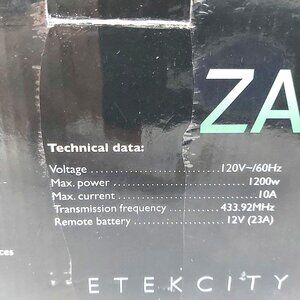 ZA
Technical data:
Voltage ........................ 120V~/60Hz
Max. power ........................ 1200w
Max. current ........................ 10A
Transmission frequency ........ 433.92MHz
Remote battery .................. 12V (23A)
ces
ETEKCITY